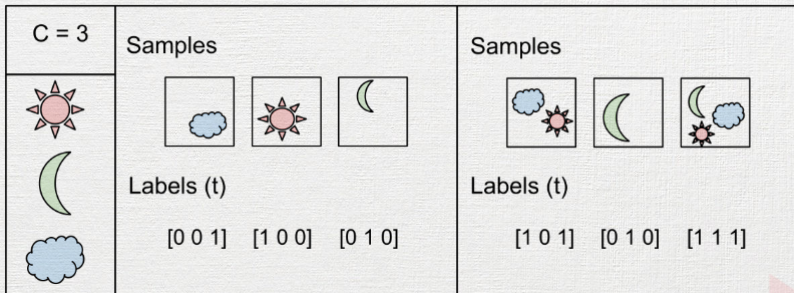 C = 3
Samples
Labels (t)
[0 0 1] [1 0 0] [0 1 0]
Samples
Labels (t)
[1 0 1] [0 1 0] [1 1 1]